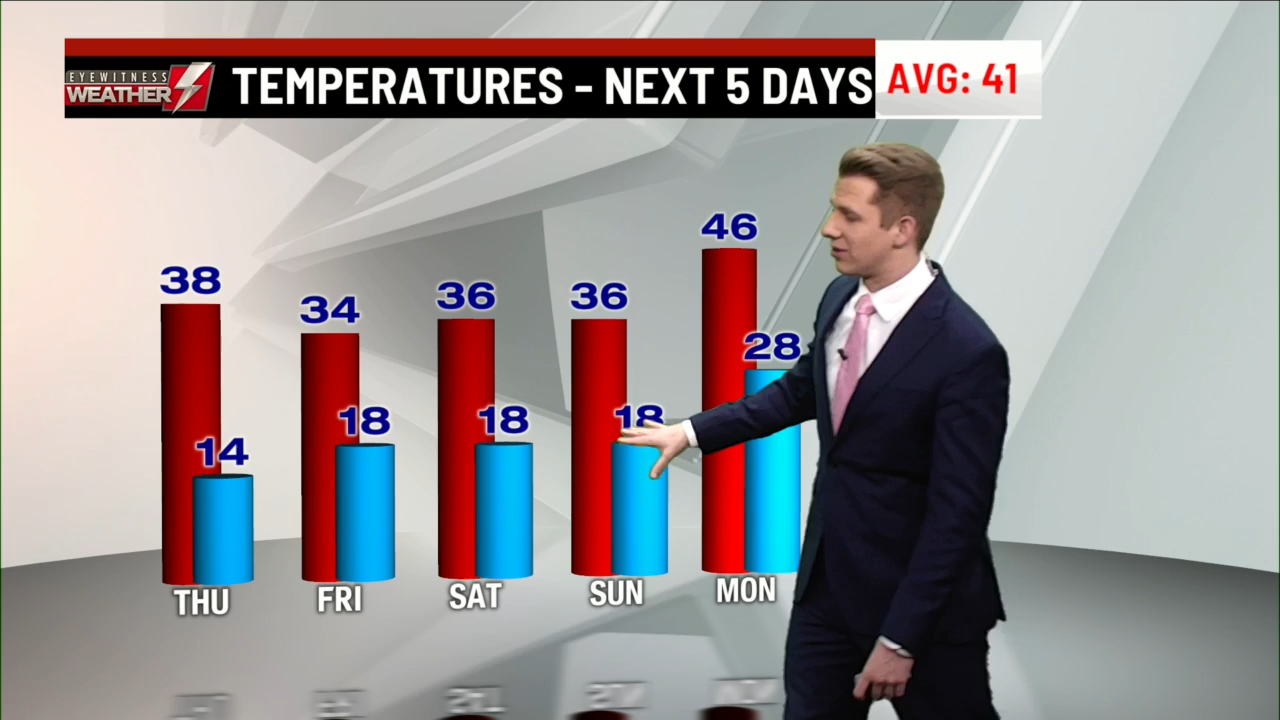 EYEWITNESS
WEATHER
TEMPERATURES - NEXT 5 DAYS
AVG: 41
38
14
34
18
36
18
36
18
46
28
THU
FRI
SAT
SUN
MON